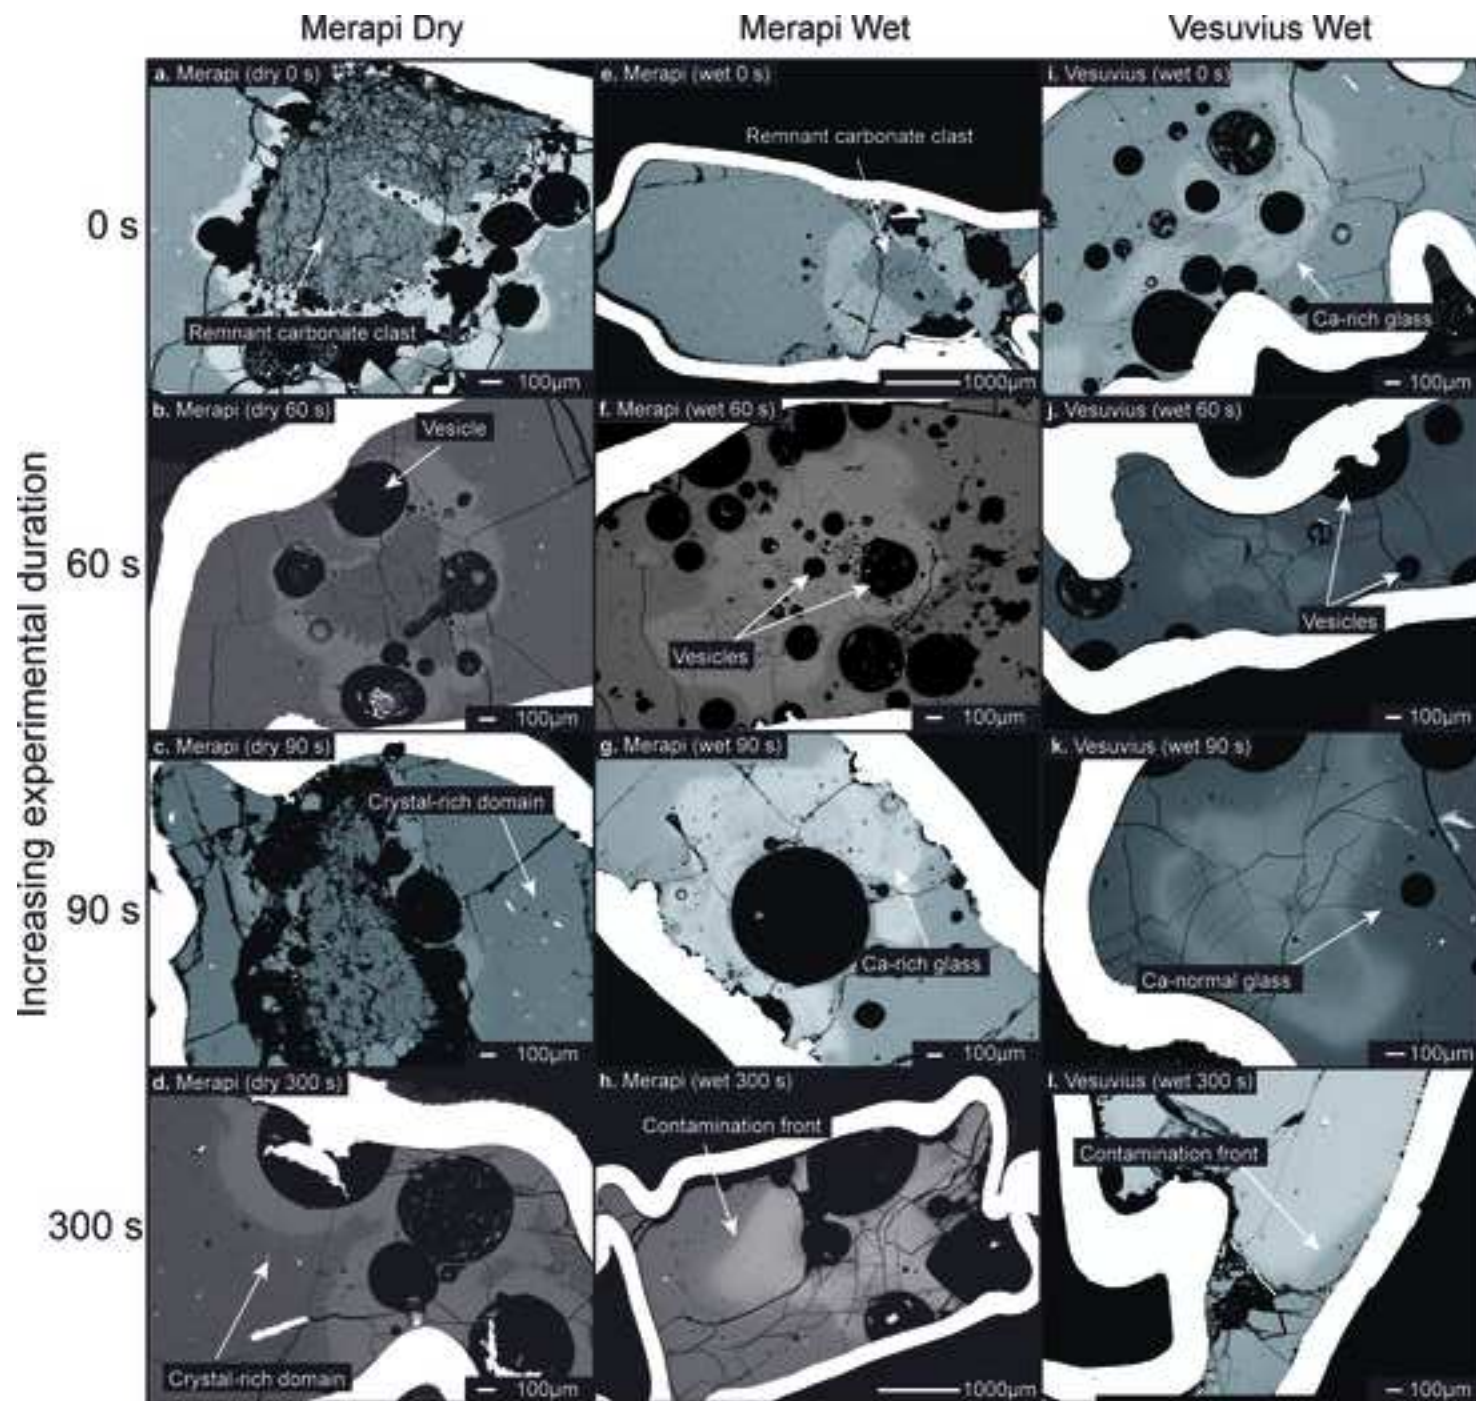 Merapi Dry
Merapi Wet
Vesuvius Wet
Increasing experimental duration
0 s
a. Merapi (dry 0 s)
Remnant carbonate clast
100µm
e. Merapi (wet 0 s)
Remnant carbonate clast
1000µm
i. Vesuvius (wet 0 s)
Ca-rich glass
100µm
60 s
b. Merapi (dry 60 s)
Vesicle
100µm
f. Merapi (wet 60 s)
Vesicles
100µm
j. Vesuvius (wet 60 s)
Vesicles
100µm
90 s
c. Merapi (dry 90 s)
Crystal-rich domain
100µm
g. Merapi (wet 90 s)
Ca-rich glass
100µm
k. Vesuvius (wet 90 s)
Ca-normal glass
100µm
300 s
d. Merapi (dry 300 s)
Crystal-rich domain
100µm
h. Merapi (wet 300 s)
Contamination front
1000µm
l. Vesuvius (wet 300 s)
Contamination front
100µm